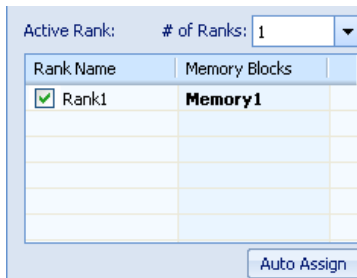 Active Rank: # of Ranks: 1
Rank Name Memory Blocks
Rank1 Memory1
Auto Assign